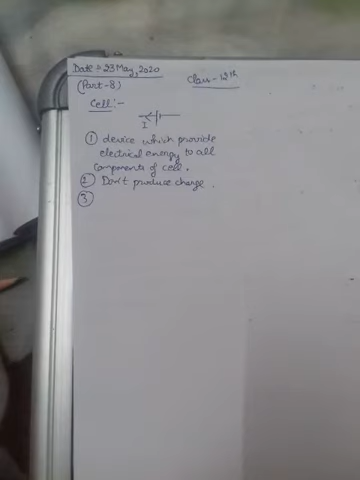 Date :- 23 May, 2020
(Part-8)
Class - 12th
Cell :-
I
① device which provide
electrical energy to all
components of cell.
② Don't produce charge.
③